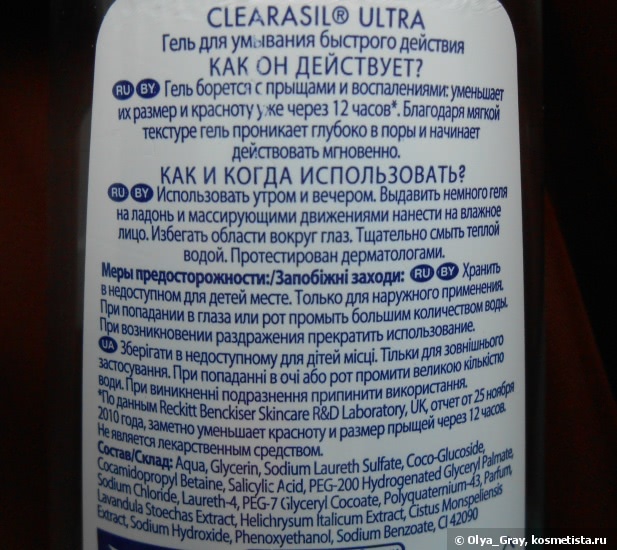 CLEARASIL® ULTRA
Гель для умывания быстрого действия
КАК ОН ДЕЙСТВУЕТ?
RU BY Гель борется с прыщами и воспалениями: уменьшает
их размер и красноту уже через 12 часов*. Благодаря мягкой
текстуре гель проникает глубоко в поры и начинает
действовать мгновенно.
КАК И КОГДА ИСПОЛЬЗОВАТЬ?
RU BY Использовать утром и вечером. Выдавить немного геля
на ладонь и массирующими движениями нанести на влажное
лицо. Избегать области вокруг глаз. Тщательно смыть теплой
водой. Протестирован дерматологами.
Меры предосторожности:/Запобіжні заходи: RU BY Хранить
в недоступном для детей месте. Только для наружного применения.
При попадании в глаза или рот промыть большим количеством воды.
При возникновении раздражения прекратить использование.
UA Зберігати в недоступному для дітей місці. Тільки для зовнішнього
застосування. При попаданні в очі або рот промити великою кількістю
води. При виникненні подразнення припинити використання.
*По данным Reckitt Benckiser Skincare R&D Laboratory, UK, отчет от 25 ноября
2010 года, заметно уменьшает красноту и размер прыщей через 12 часов.
Не является лекарственным средством.
Состав/Склад: Aqua, Glycerin, Sodium Laureth Sulfate, Coco-Glucoside,
Cocamidopropyl Betaine, Salicylic Acid, PEG-200 Hydrogenated Glyceryl Palmate,
Sodium Chloride, Laureth-4, PEG-7 Glyceryl Cocoate, Polyquaternium-43, Parfum,
Lavandula Stoechas Extract, Helichrysum Italicum Extract, Cistus Monspeliensis
Extract, Sodium Hydroxide, Phenoxyethanol, Sodium Benzoate, CI 42090
© Olya_Gray, kosmetista.ru